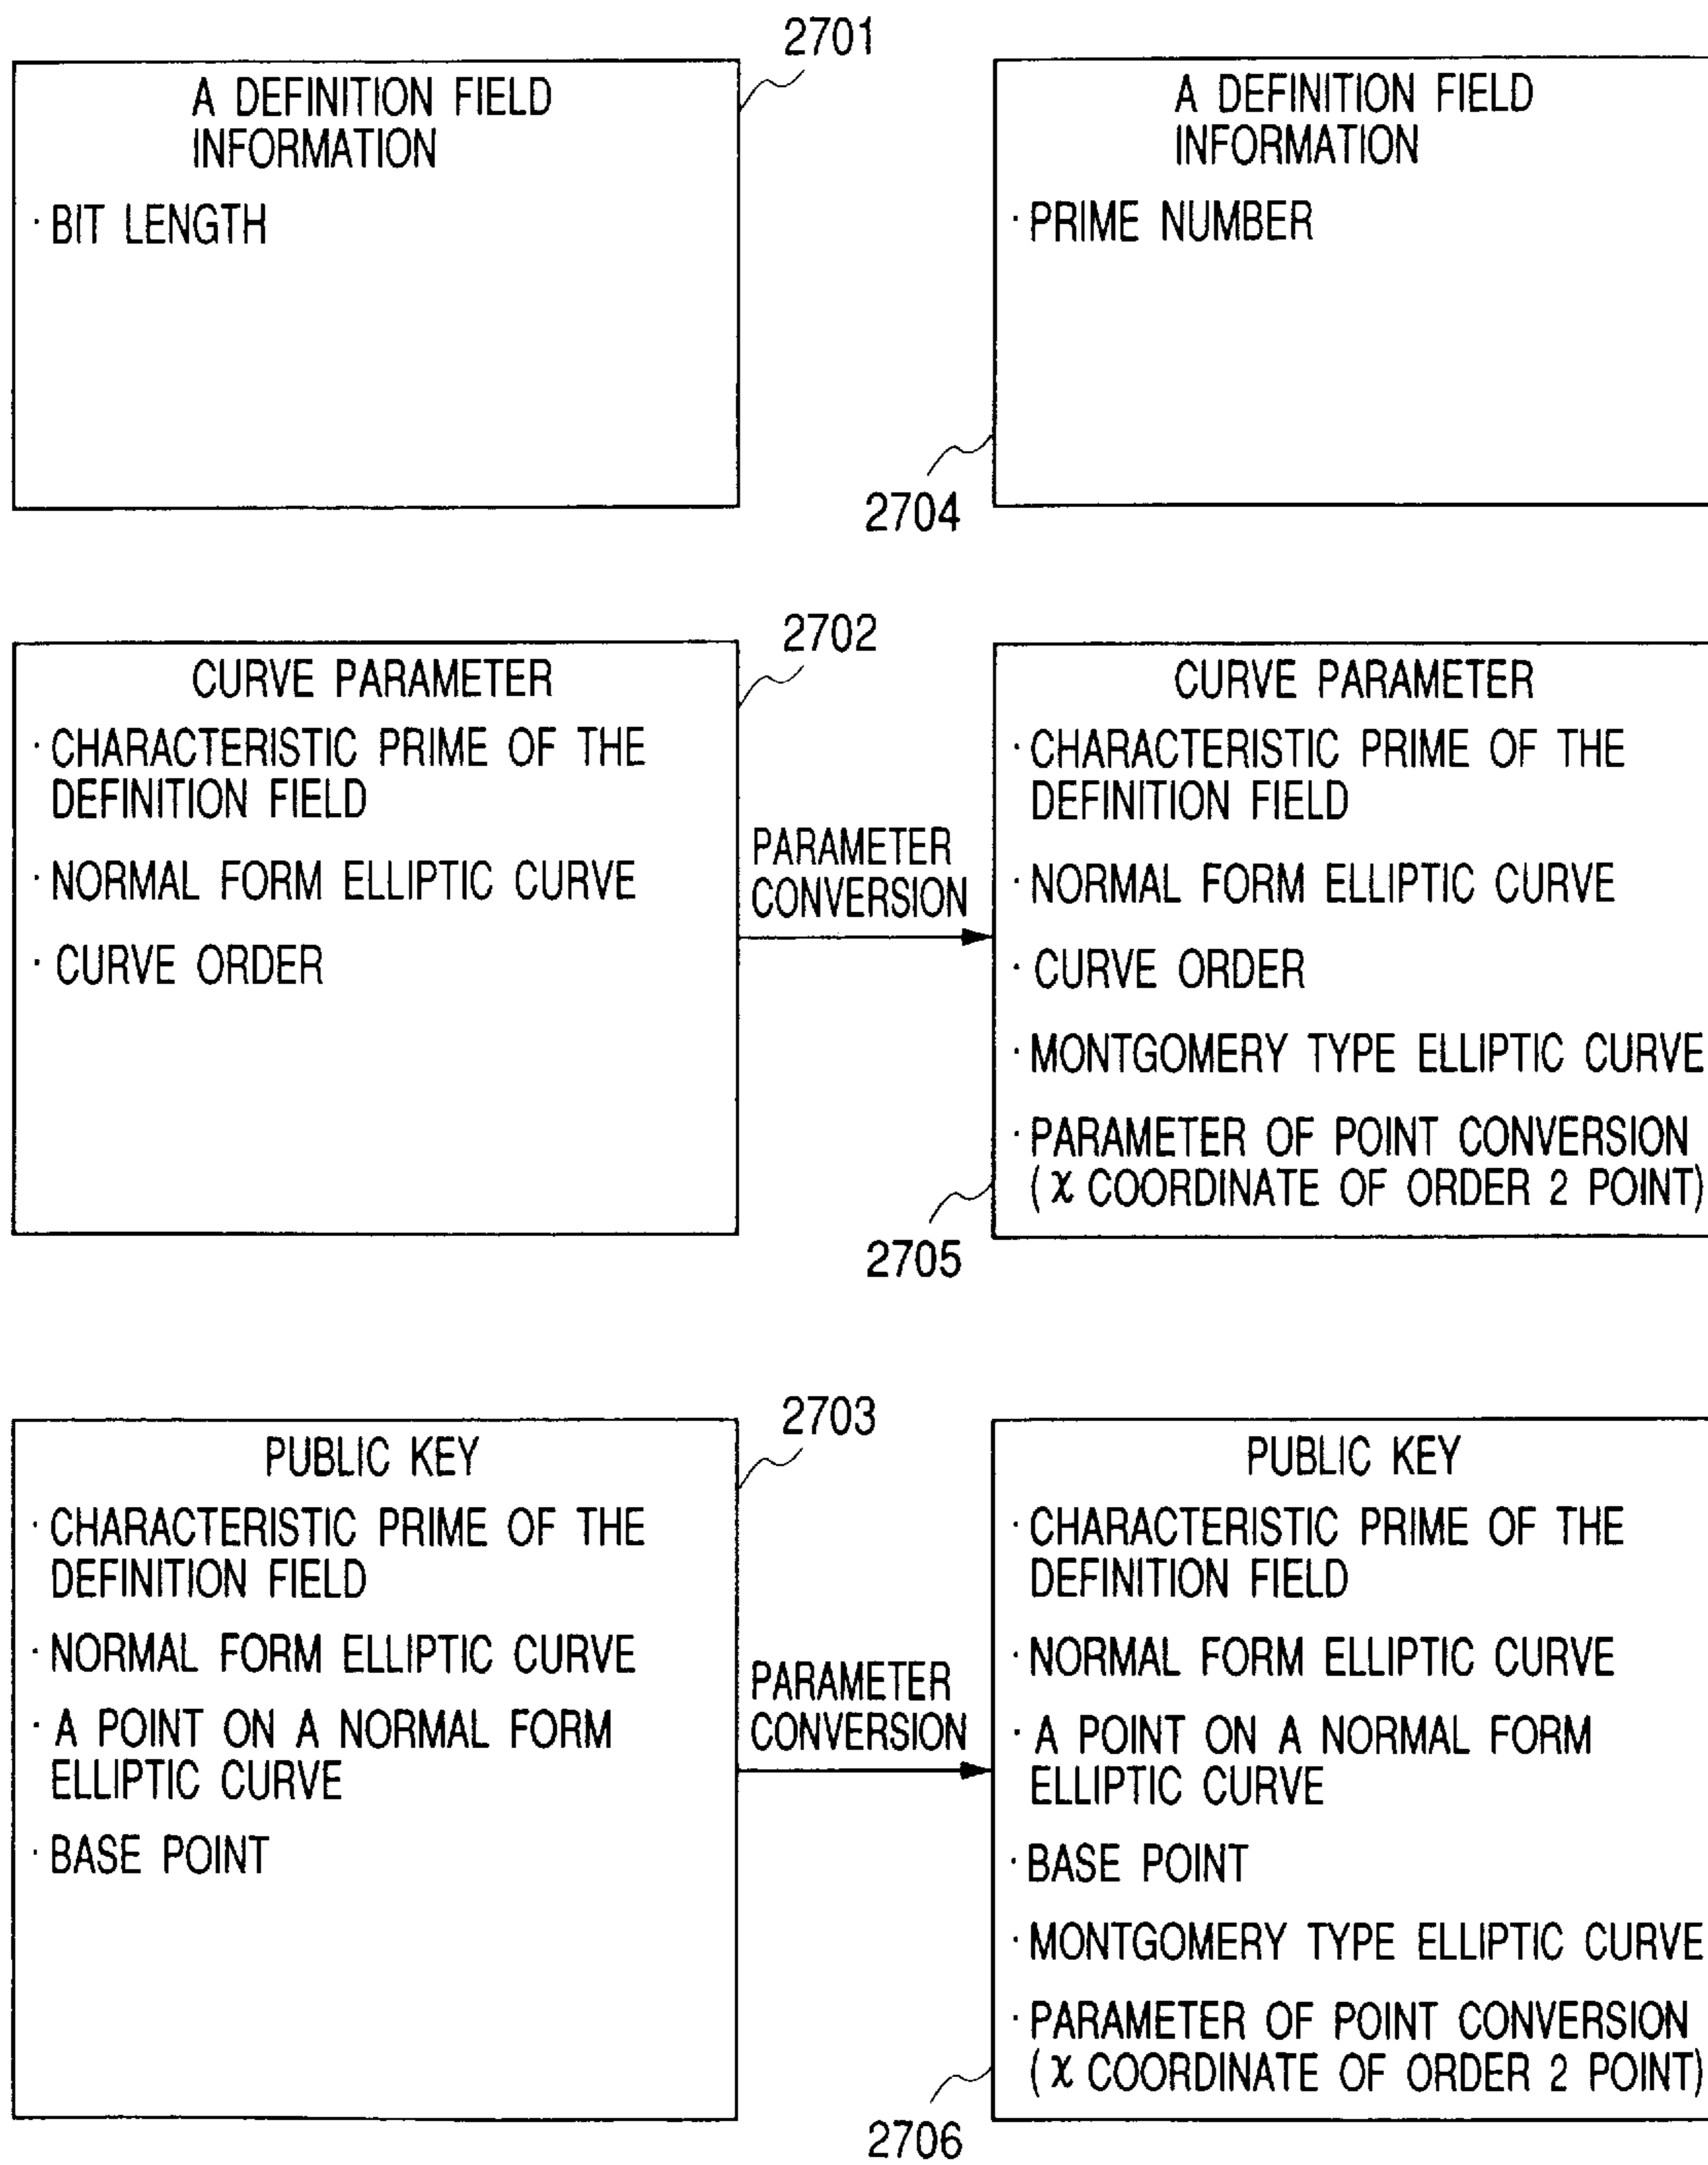 2701
A DEFINITION FIELD
INFORMATION
· BIT LENGTH
A DEFINITION FIELD
INFORMATION
· PRIME NUMBER
2704
2702
CURVE PARAMETER
· CHARACTERISTIC PRIME OF THE
DEFINITION FIELD
· NORMAL FORM ELLIPTIC CURVE
· CURVE ORDER
PARAMETER
CONVERSION
CURVE PARAMETER
· CHARACTERISTIC PRIME OF THE
DEFINITION FIELD
· NORMAL FORM ELLIPTIC CURVE
· CURVE ORDER
· MONTGOMERY TYPE ELLIPTIC CURVE
· PARAMETER OF POINT CONVERSION
(χ COORDINATE OF ORDER 2 POINT)
2705
2703
PUBLIC KEY
· CHARACTERISTIC PRIME OF THE
DEFINITION FIELD
· NORMAL FORM ELLIPTIC CURVE
· A POINT ON A NORMAL FORM
ELLIPTIC CURVE
· BASE POINT
PARAMETER
CONVERSION
PUBLIC KEY
· CHARACTERISTIC PRIME OF THE
DEFINITION FIELD
· NORMAL FORM ELLIPTIC CURVE
· A POINT ON A NORMAL FORM
ELLIPTIC CURVE
· BASE POINT
· MONTGOMERY TYPE ELLIPTIC CURVE
· PARAMETER OF POINT CONVERSION
(χ COORDINATE OF ORDER 2 POINT)
2706